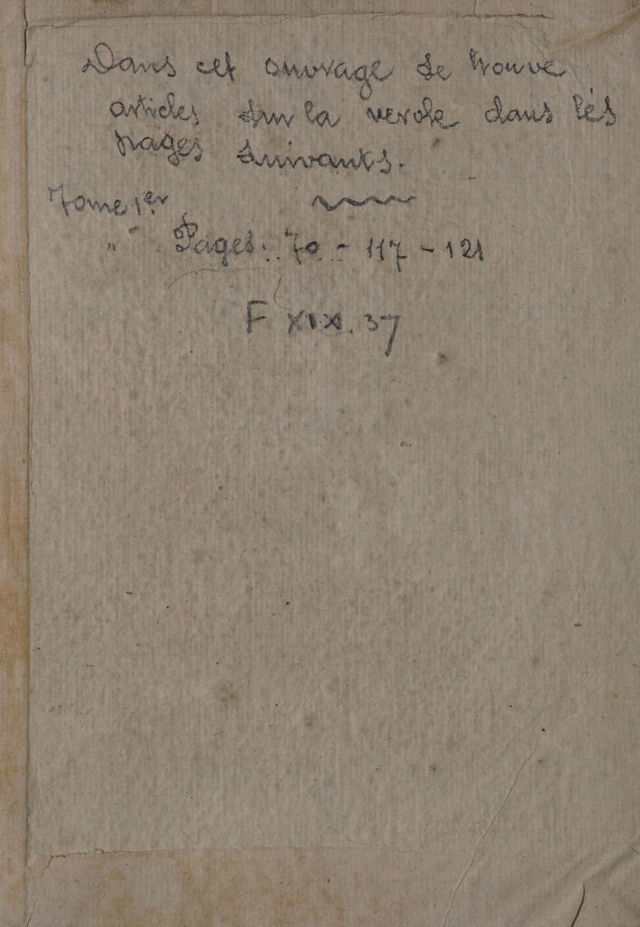 Dans cet ouvrage se trouve
articles sur la verole dans lés
pages suivants.
Tome 1er
" Pages. 70 - 117 - 121
F XIX. 37